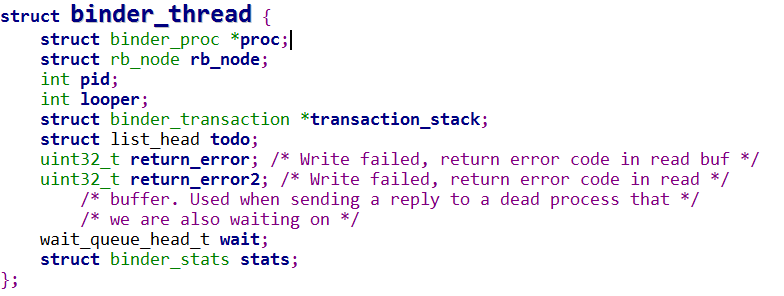 struct binder_thread {
    struct binder_proc *proc;
    struct rb_node rb_node;
    int pid;
    int looper;
    struct binder_transaction *transaction_stack;
    struct list_head todo;
    uint32_t return_error; /* Write failed, return error code in read buf */
    uint32_t return_error2; /* Write failed, return error code in read */
        /* buffer. Used when sending a reply to a dead process that */
        /* we are also waiting on */
    wait_queue_head_t wait;
    struct binder_stats stats;
};